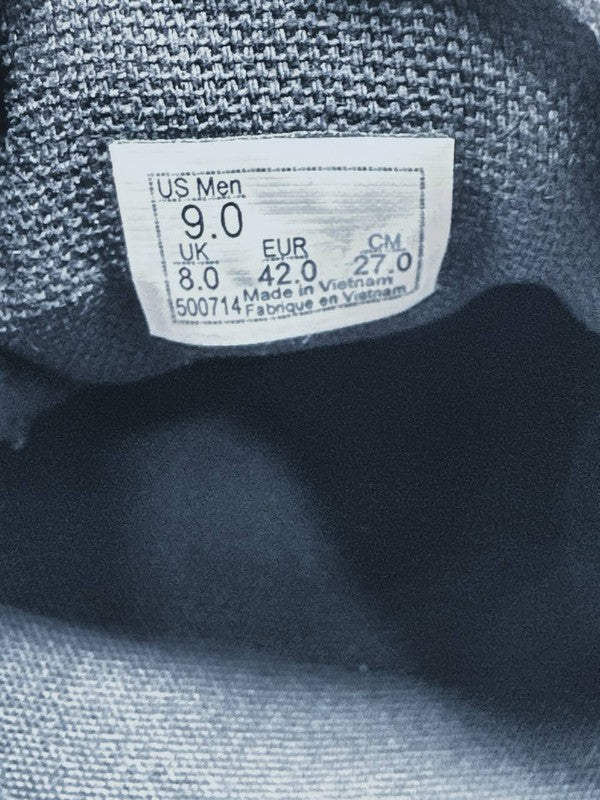 US Men
9.0
UK EUR CM
8.0 42.0 27.0
500714 Made in Vietnam
Fabrique en Vietnam